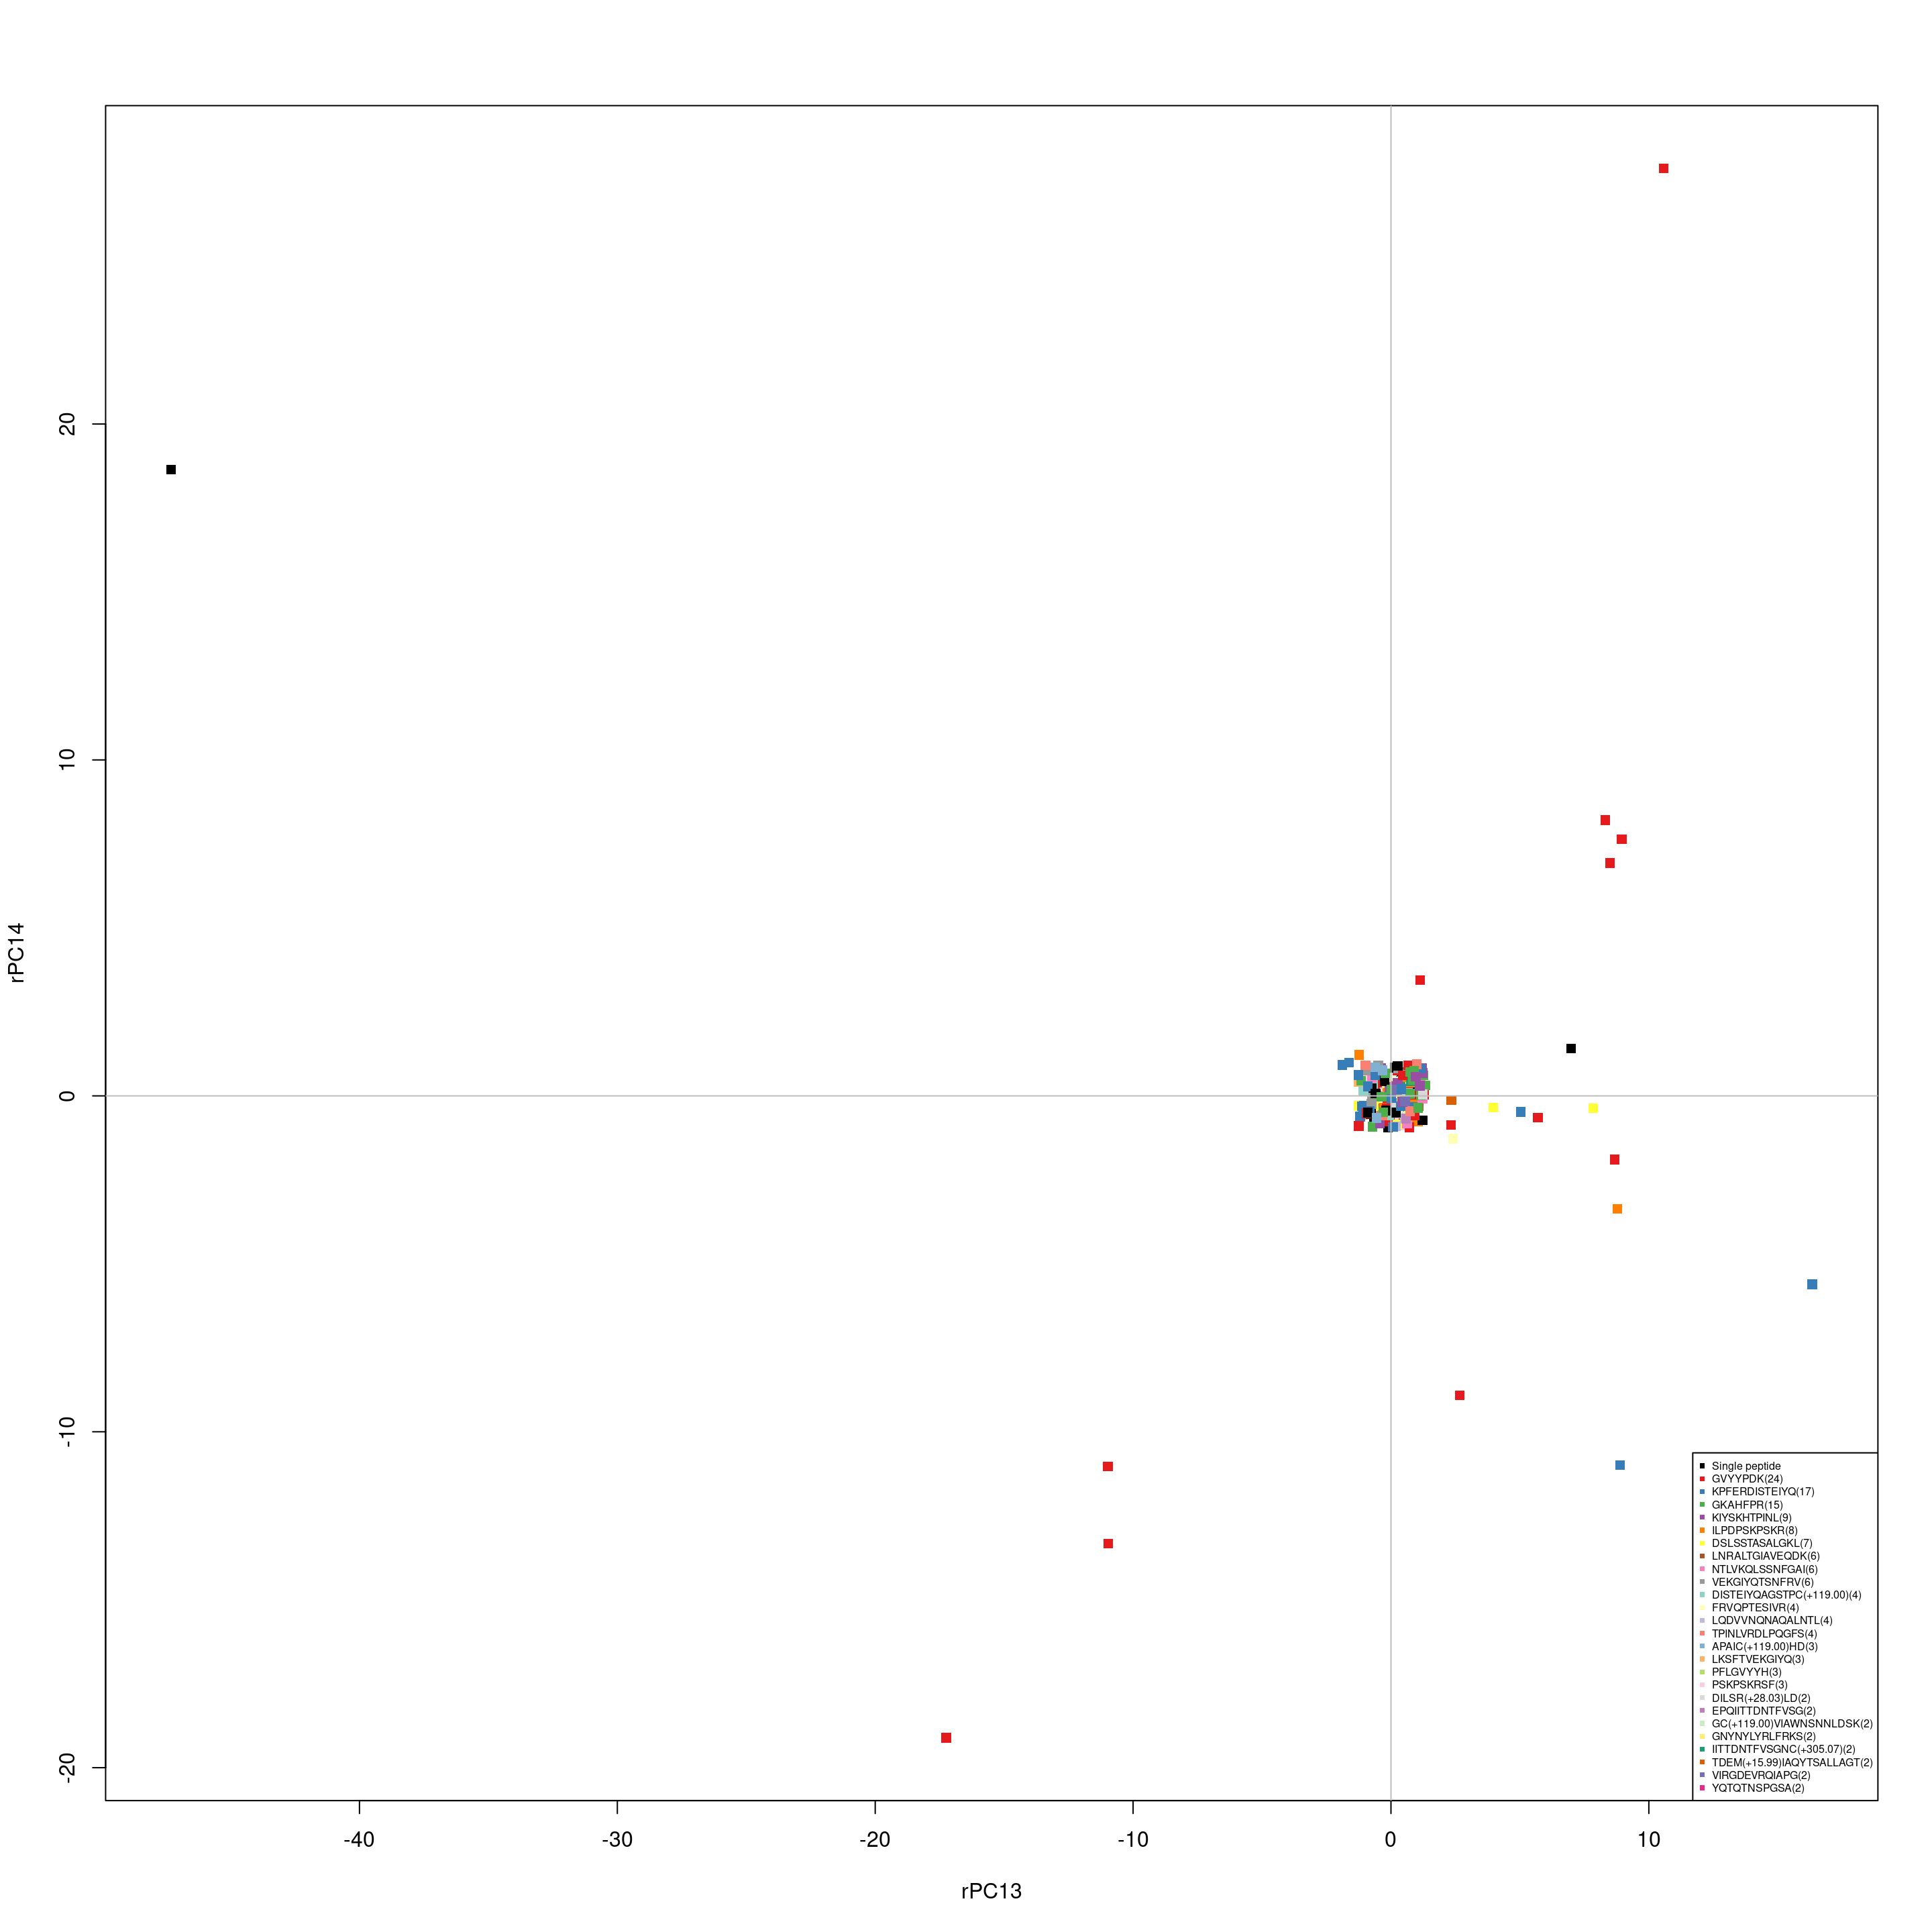 20
10
0
-10
-20
rPC14
-40
-30
-20
-10
0
10
rPC13
Single peptide
GVYYPDK(24)
KPFERDISTEIYQ(17)
GKAHFPR(15)
KIYSKHTPINL(9)
ILPDPSKPSKR(8)
DSLSSTASALGKL(7)
LNRALTGIAVEQDK(6)
NTLVKQLSSNFGAI(6)
VEKGIYQTSNFRV(6)
DISTEIYQAGSTPC(+119.00)(4)
FRVQPTESIVR(4)
LQDVVNQNAQALNTL(4)
TPINLVRDLPQGFS(4)
APAIC(+119.00)HD(3)
LKSFTVEKGIYQ(3)
PFLGVYYH(3)
PSKPSKRSF(3)
DILSR(+28.03)LD(2)
EPQIITTDNTFVSG(2)
GC(+119.00)VIAWNSNNLDSK(2)
GNYNYLYRLFRKS(2)
IITTDNTFVSGNC(+305.07)(2)
TDEM(+15.99)IAQYTSALLAGT(2)
VIRGDEVRQIAPG(2)
YQTQTNSPGSA(2)